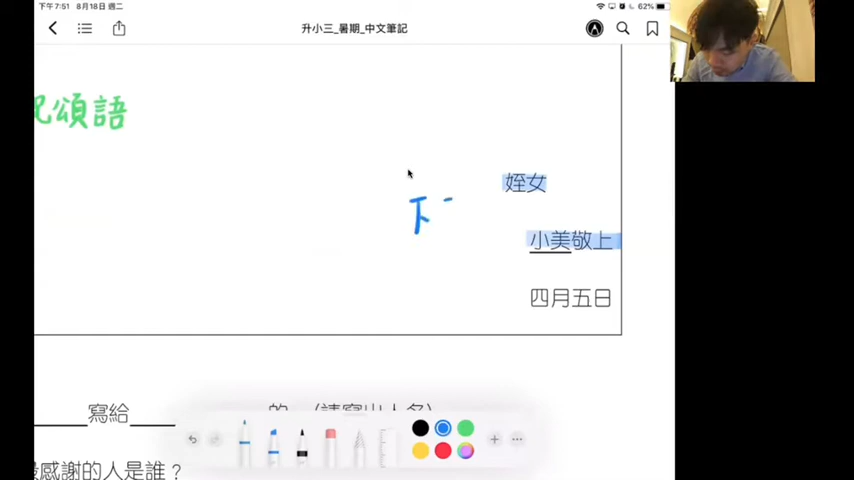 下午7:51 8月18日 週二
62%
升小三_暑期_中文筆記
頌語
姪女
下
小美敬上
四月五日
寫給
感謝的人是誰？